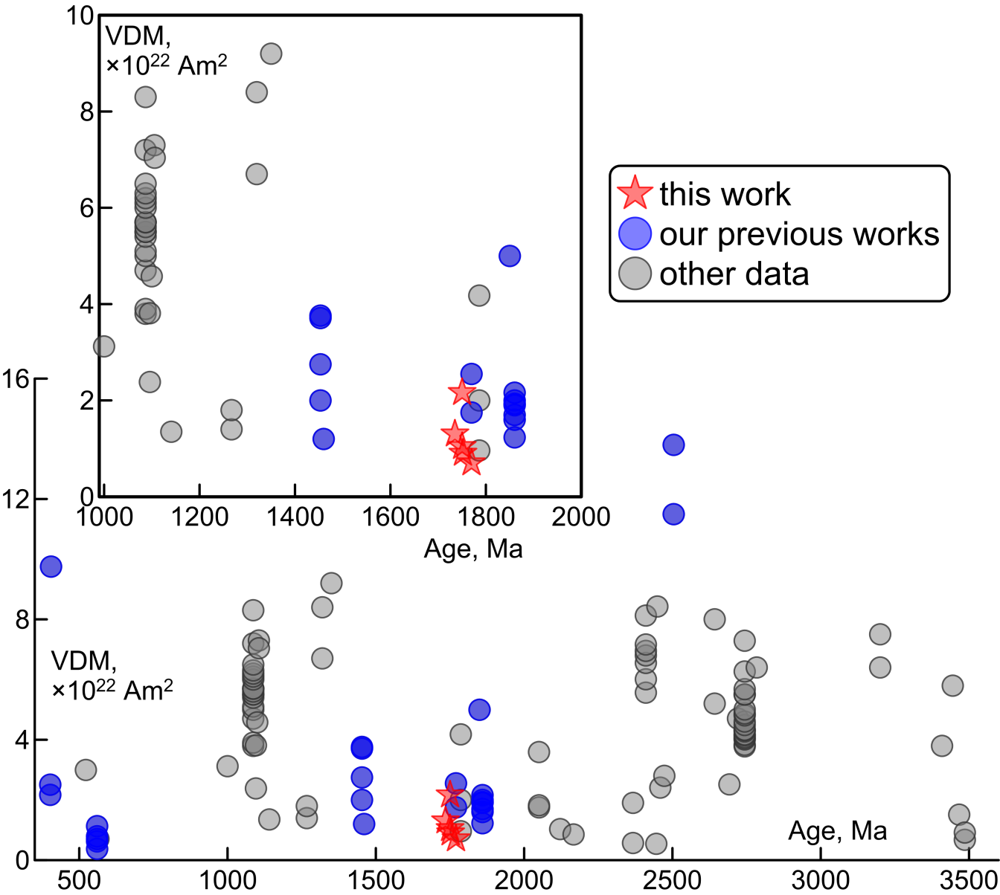 10
VDM,
×10²² Am²
8
6
4
2
0
1000 1200 1400 1600 1800 2000
Age, Ma
this work
our previous works
other data
16
12
8
VDM,
×10²² Am²
4
Age, Ma
0
500 1000 1500 2000 2500 3000 3500